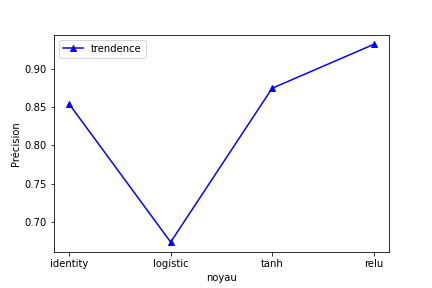 trendence
0.90
0.85
0.80
0.75
0.70
Précision
identity logistic tanh relu
noyau